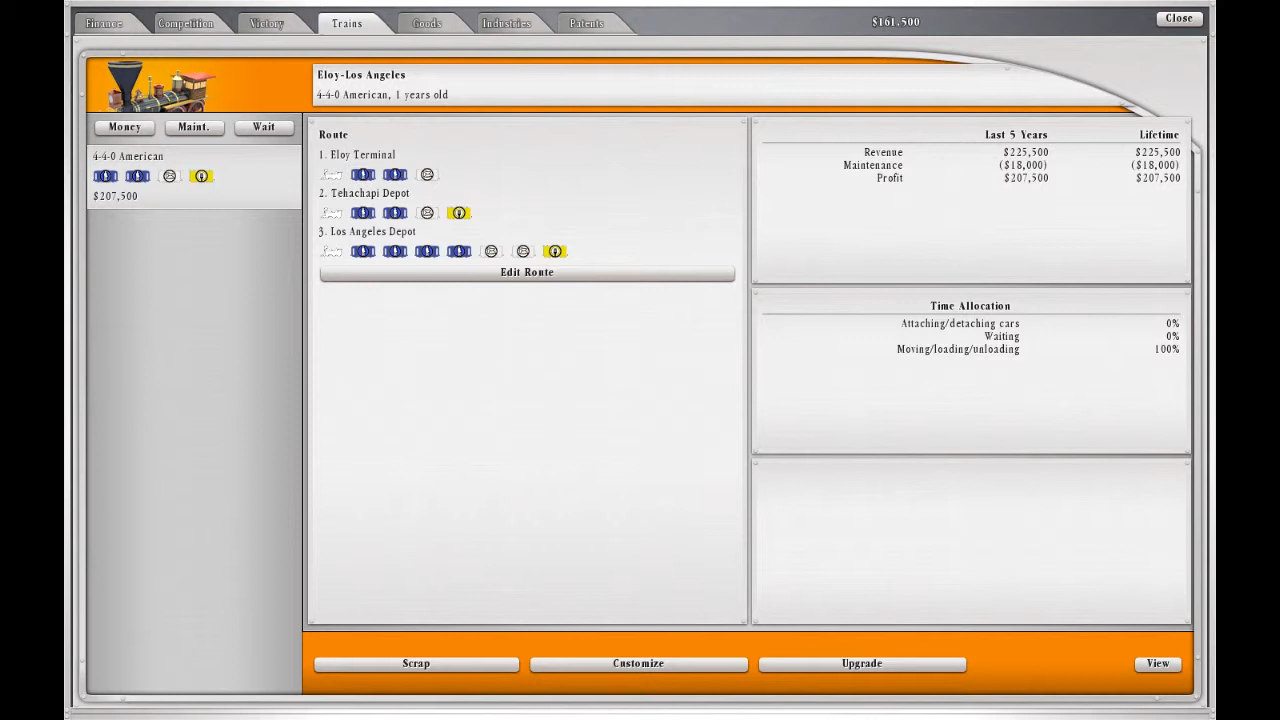 Finance Competition Victory Trains Goods Industries Patents $161,500 Close
Eloy-Los Angeles
4-4-0 American, 1 years old
Money Maint. Wait
4-4-0 American
$207,500
Route
1. Eloy Terminal
2. Tehachapi Depot
3. Los Angeles Depot
Edit Route
Last 5 Years Lifetime
Revenue $225,500 $225,500
Maintenance ($18,000) ($18,000)
Profit $207,500 $207,500
Time Allocation
Attaching/detaching cars 0%
Waiting 0%
Moving/loading/unloading 100%
Scrap Customize Upgrade View